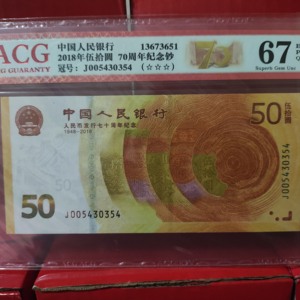 ACG
GUARANTY
中国人民银行 13673651
2018年伍拾圆 70周年纪念钞
冠号: J005430354 (☆☆☆)
70
67
Superb Gem Unc
中国人民银行
人民币发行七十周年纪念
1948-2018
50
伍拾圆
50
J005430354
J005430354